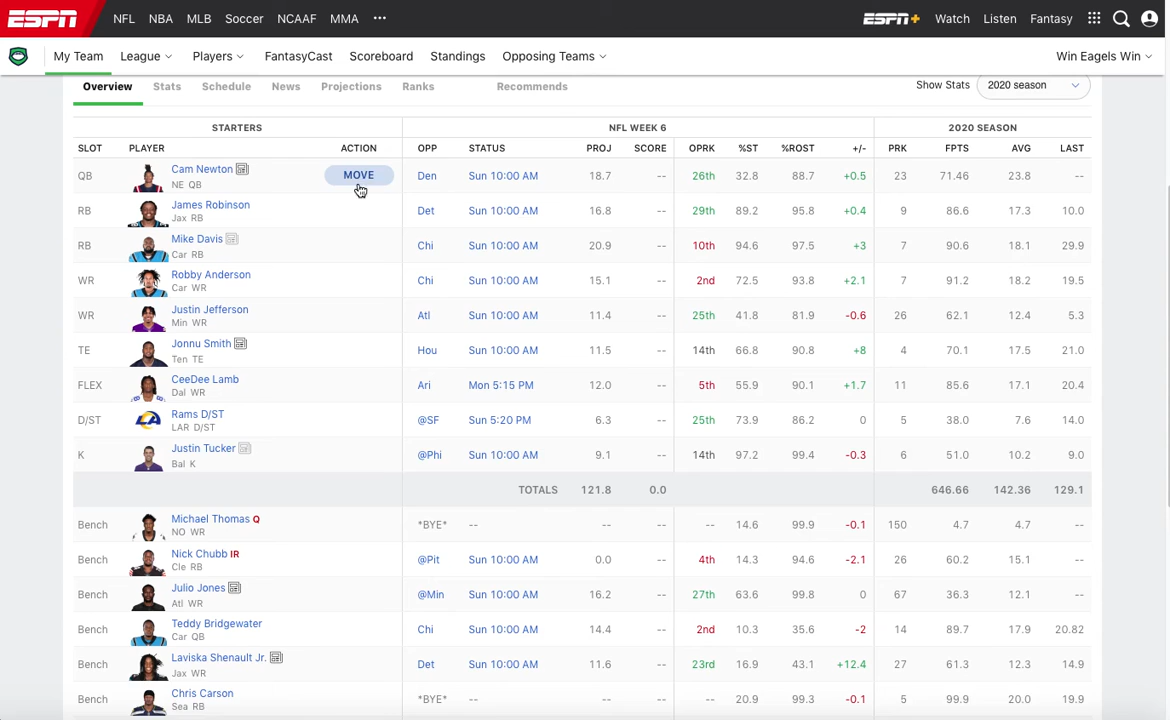 ESPN NFL NBA MLB Soccer NCAAF MMA ••• ESPN+ Watch Listen Fantasy
My Team League Players FantasyCast Scoreboard Standings Opposing Teams Win Eagels Win
Overview Stats Schedule News Projections Ranks Recommends Show Stats 2020 season
STARTERS NFL WEEK 6 2020 SEASON
SLOT PLAYER ACTION OPP STATUS PROJ SCORE OPRK %ST %ROST +/- PRK FPTS AVG LAST
QB Cam Newton MOVE Den Sun 10:00 AM 18.7 -- 26th 32.8 88.7 +0.5 23 71.46 23.8 --
NE QB
RB James Robinson Det Sun 10:00 AM 16.8 -- 29th 89.2 95.8 +0.4 9 86.6 17.3 10.0
Jax RB
RB Mike Davis Chi Sun 10:00 AM 20.9 -- 10th 94.6 97.5 +3 7 90.6 18.1 29.9
Car RB
WR Robby Anderson Chi Sun 10:00 AM 15.1 -- 2nd 72.5 93.8 +2.1 7 91.2 18.2 19.5
Car WR
WR Justin Jefferson Atl Sun 10:00 AM 11.4 -- 25th 41.8 81.9 -0.6 26 62.1 12.4 5.3
Min WR
TE Jonnu Smith Hou Sun 10:00 AM 11.5 -- 14th 66.8 90.8 +8 4 70.1 17.5 21.0
Ten TE
FLEX CeeDee Lamb Ari Mon 5:15 PM 12.0 -- 5th 55.9 90.1 +1.7 11 85.6 17.1 20.4
Dal WR
D/ST Rams D/ST @SF Sun 5:20 PM 6.3 -- 25th 73.9 86.2 0 5 38.0 7.6 14.0
LAR D/ST
K Justin Tucker @Phi Sun 10:00 AM 9.1 -- 14th 97.2 99.4 -0.3 6 51.0 10.2 9.0
Bal K
TOTALS 121.8 0.0 646.66 142.36 129.1
Bench Michael Thomas Q *BYE* -- -- -- -- 14.6 99.9 -0.1 150 4.7 4.7 --
NO WR
Bench Nick Chubb IR @Pit Sun 10:00 AM 0.0 -- 4th 14.3 94.6 -2.1 26 60.2 15.1 --
Cle RB
Bench Julio Jones @Min Sun 10:00 AM 16.2 -- 27th 63.6 99.8 0 67 36.3 12.1 --
Atl WR
Bench Teddy Bridgewater Chi Sun 10:00 AM 14.4 -- 2nd 10.3 35.6 -2 14 89.7 17.9 20.82
Car QB
Bench Laviska Shenault Jr. Det Sun 10:00 AM 11.6 -- 23rd 16.9 43.1 +12.4 27 61.3 12.3 14.9
Jax WR
Bench Chris Carson *BYE* -- -- -- -- 20.9 99.3 -0.1 5 99.9 20.0 19.9
Sea RB